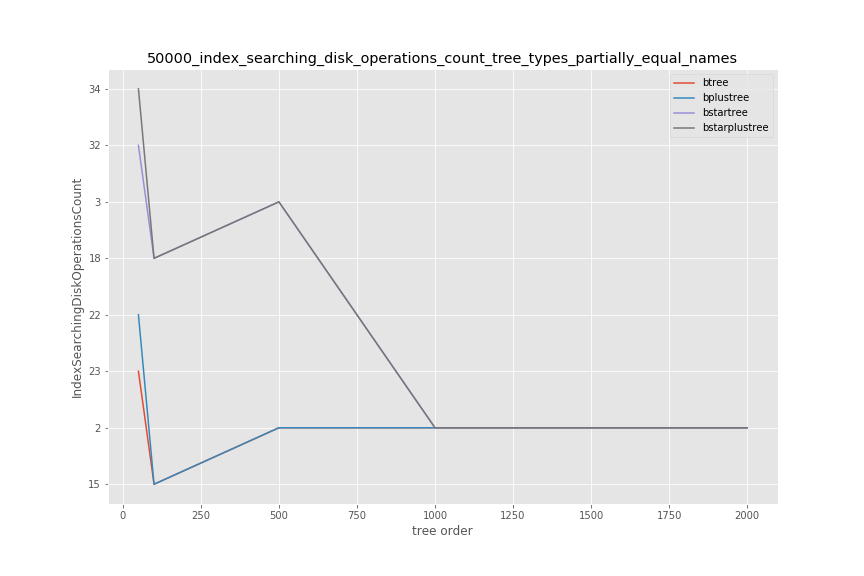 50000_index_searching_disk_operations_count_tree_types_partially_equal_names
btree
bplustree
bstartree
bstarplustree
IndexSearchingDiskOperationsCount
34
32
3
18
22
23
2
15
0 250 500 750 1000 1250 1500 1750 2000
tree order